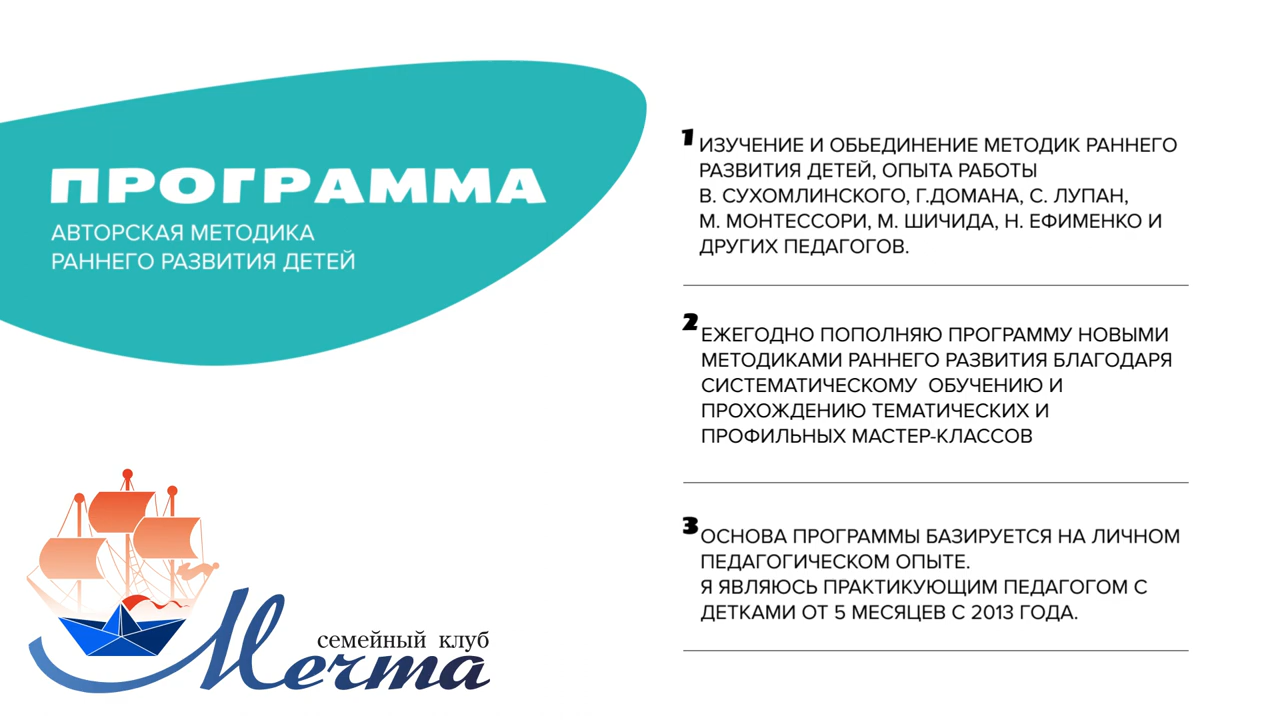 ПРОГРАММА
АВТОРСКАЯ МЕТОДИКА
РАННЕГО РАЗВИТИЯ ДЕТЕЙ
1
ИЗУЧЕНИЕ И ОБЬЕДИНЕНИЕ МЕТОДИК РАННЕГО
РАЗВИТИЯ ДЕТЕЙ, ОПЫТА РАБОТЫ
В. СУХОМЛИНСКОГО, Г.ДОМАНА, С. ЛУПАН,
М. МОНТЕССОРИ, М. ШИЧИДА, Н. ЕФИМЕНКО И
ДРУГИХ ПЕДАГОГОВ.
2
ЕЖЕГОДНО ПОПОЛНЯЮ ПРОГРАММУ НОВЫМИ
МЕТОДИКАМИ РАННЕГО РАЗВИТИЯ БЛАГОДАРЯ
СИСТЕМАТИЧЕСКОМУ  ОБУЧЕНИЮ И
ПРОХОЖДЕНИЮ ТЕМАТИЧЕСКИХ И
ПРОФИЛЬНЫХ МАСТЕР-КЛАССОВ
3
ОСНОВА ПРОГРАММЫ БАЗИРУЕТСЯ НА ЛИЧНОМ
ПЕДАГОГИЧЕСКОМ ОПЫТЕ.
Я ЯВЛЯЮСЬ ПРАКТИКУЮЩИМ ПЕДАГОГОМ С
ДЕТКАМИ ОТ 5 МЕСЯЦЕВ С 2013 ГОДА.
семейный клуб
Мечта